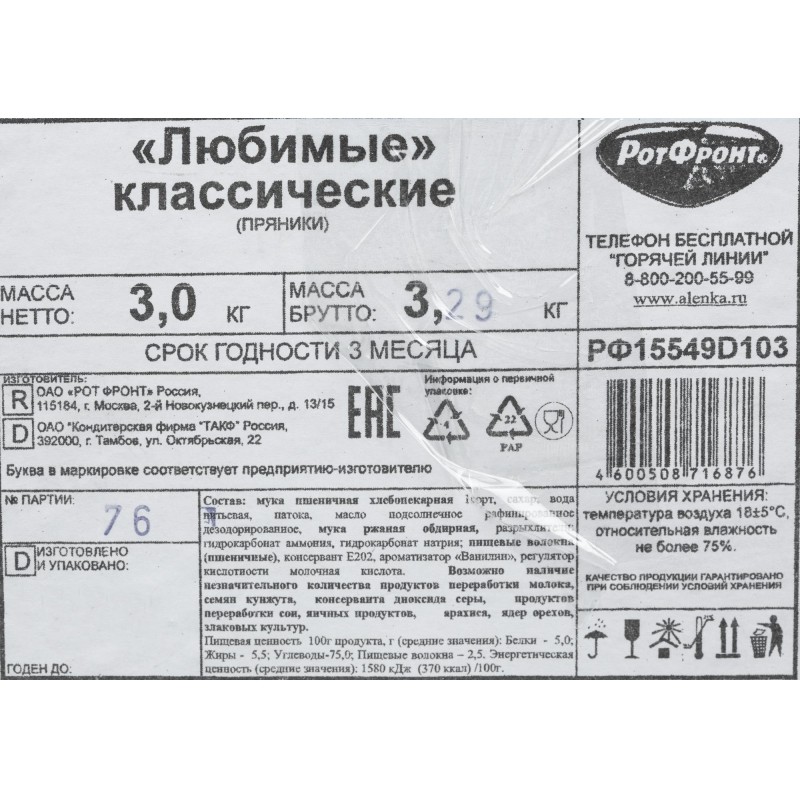 «Любимые»
классические
(ПРЯНИКИ)
РотФронт®
ТЕЛЕФОН БЕСПЛАТНОЙ
"ГОРЯЧЕЙ ЛИНИИ"
8-800-200-55-99
www.alenka.ru
МАССА НЕТТО: 3,0 КГ
МАССА БРУТТО: 3,29 КГ
СРОК ГОДНОСТИ 3 МЕСЯЦА
РФ15549D103
ИЗГОТОВИТЕЛЬ:
R ОАО «РОТ ФРОНТ» Россия,
115184, г. Москва, 2-й Новокузнецкий пер., д. 13/15
D ОАО "Кондитерская фирма "ТАКФ" Россия,
392000, г. Тамбов, ул. Октябрьская, 22
Буква в маркировке соответствует предприятию-изготовителю
EAC
Информация о первичной
упаковке:
22
PAP
4600508716876
№ ПАРТИИ:
76
D ИЗГОТОВЛЕНО
И УПАКОВАНО:
ГОДЕН ДО:
Состав: мука пшеничная хлебопекарная 1сорт, сахар, вода
питьевая, патока, масло подсолнечное рафинированное
дезодорированное, мука ржаная обдирная, разрыхлители:
гидрокарбонат аммония, гидрокарбонат натрия; пищевые волокна
(пшеничные), консервант Е202, ароматизатор «Ванилин», регулятор
кислотности молочная кислота. Возможно наличие
незначительного количества продуктов переработки молока,
семян кунжута, консерванта диоксида серы, продуктов
переработки сои, яичных продуктов, арахиса, ядер орехов,
злаковых культур.
Пищевая ценность 100г продукта, г (средние значения): Белки - 5,0;
Жиры - 5,5; Углеводы-75,0; Пищевые волокна – 2,5. Энергетическая
ценность (средние значения): 1580 кДж (370 ккал) /100г.
УСЛОВИЯ ХРАНЕНИЯ:
температура воздуха 18±5°С,
относительная влажность
не более 75%.
КАЧЕСТВО ПРОДУКЦИИ ГАРАНТИРОВАНО
ПРИ СОБЛЮДЕНИИ УСЛОВИЙ ХРАНЕНИЯ